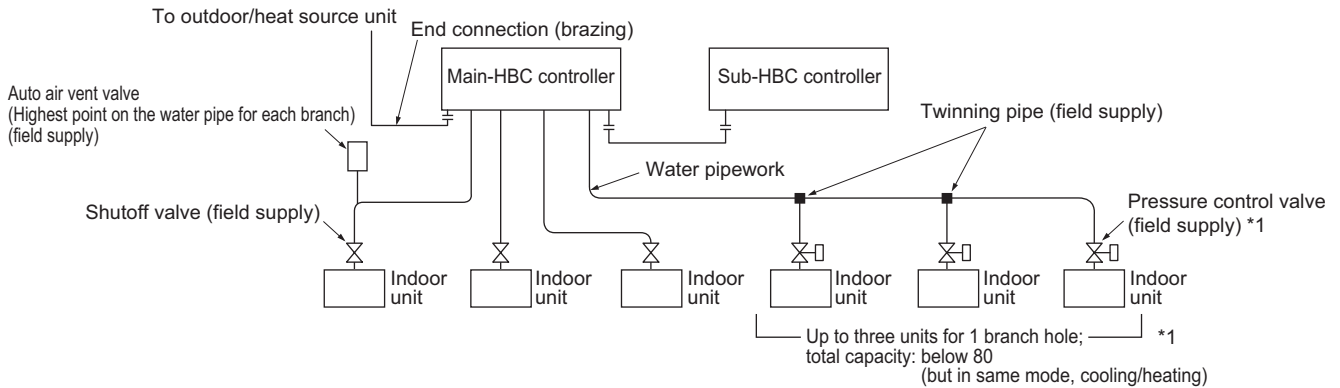 To outdoor/heat source unit
End connection (brazing)
Main-HBC controller
Sub-HBC controller
Auto air vent valve
(Highest point on the water pipe for each branch)
(field supply)
Twinning pipe (field supply)
Water pipework
Shutoff valve (field supply)
Pressure control valve
(field supply) *1
Indoor
unit
Indoor
unit
Indoor
unit
Indoor
unit
Indoor
unit
Indoor
unit
Up to three units for 1 branch hole;
total capacity: below 80
(but in same mode, cooling/heating)
*1